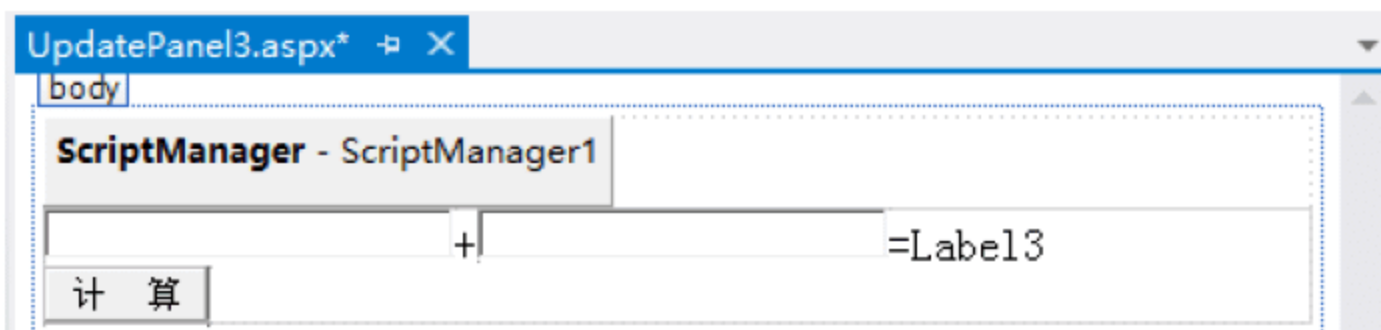 UpdatePanel3.aspx*
body
ScriptManager - ScriptManager1
+ =Label3
计 算